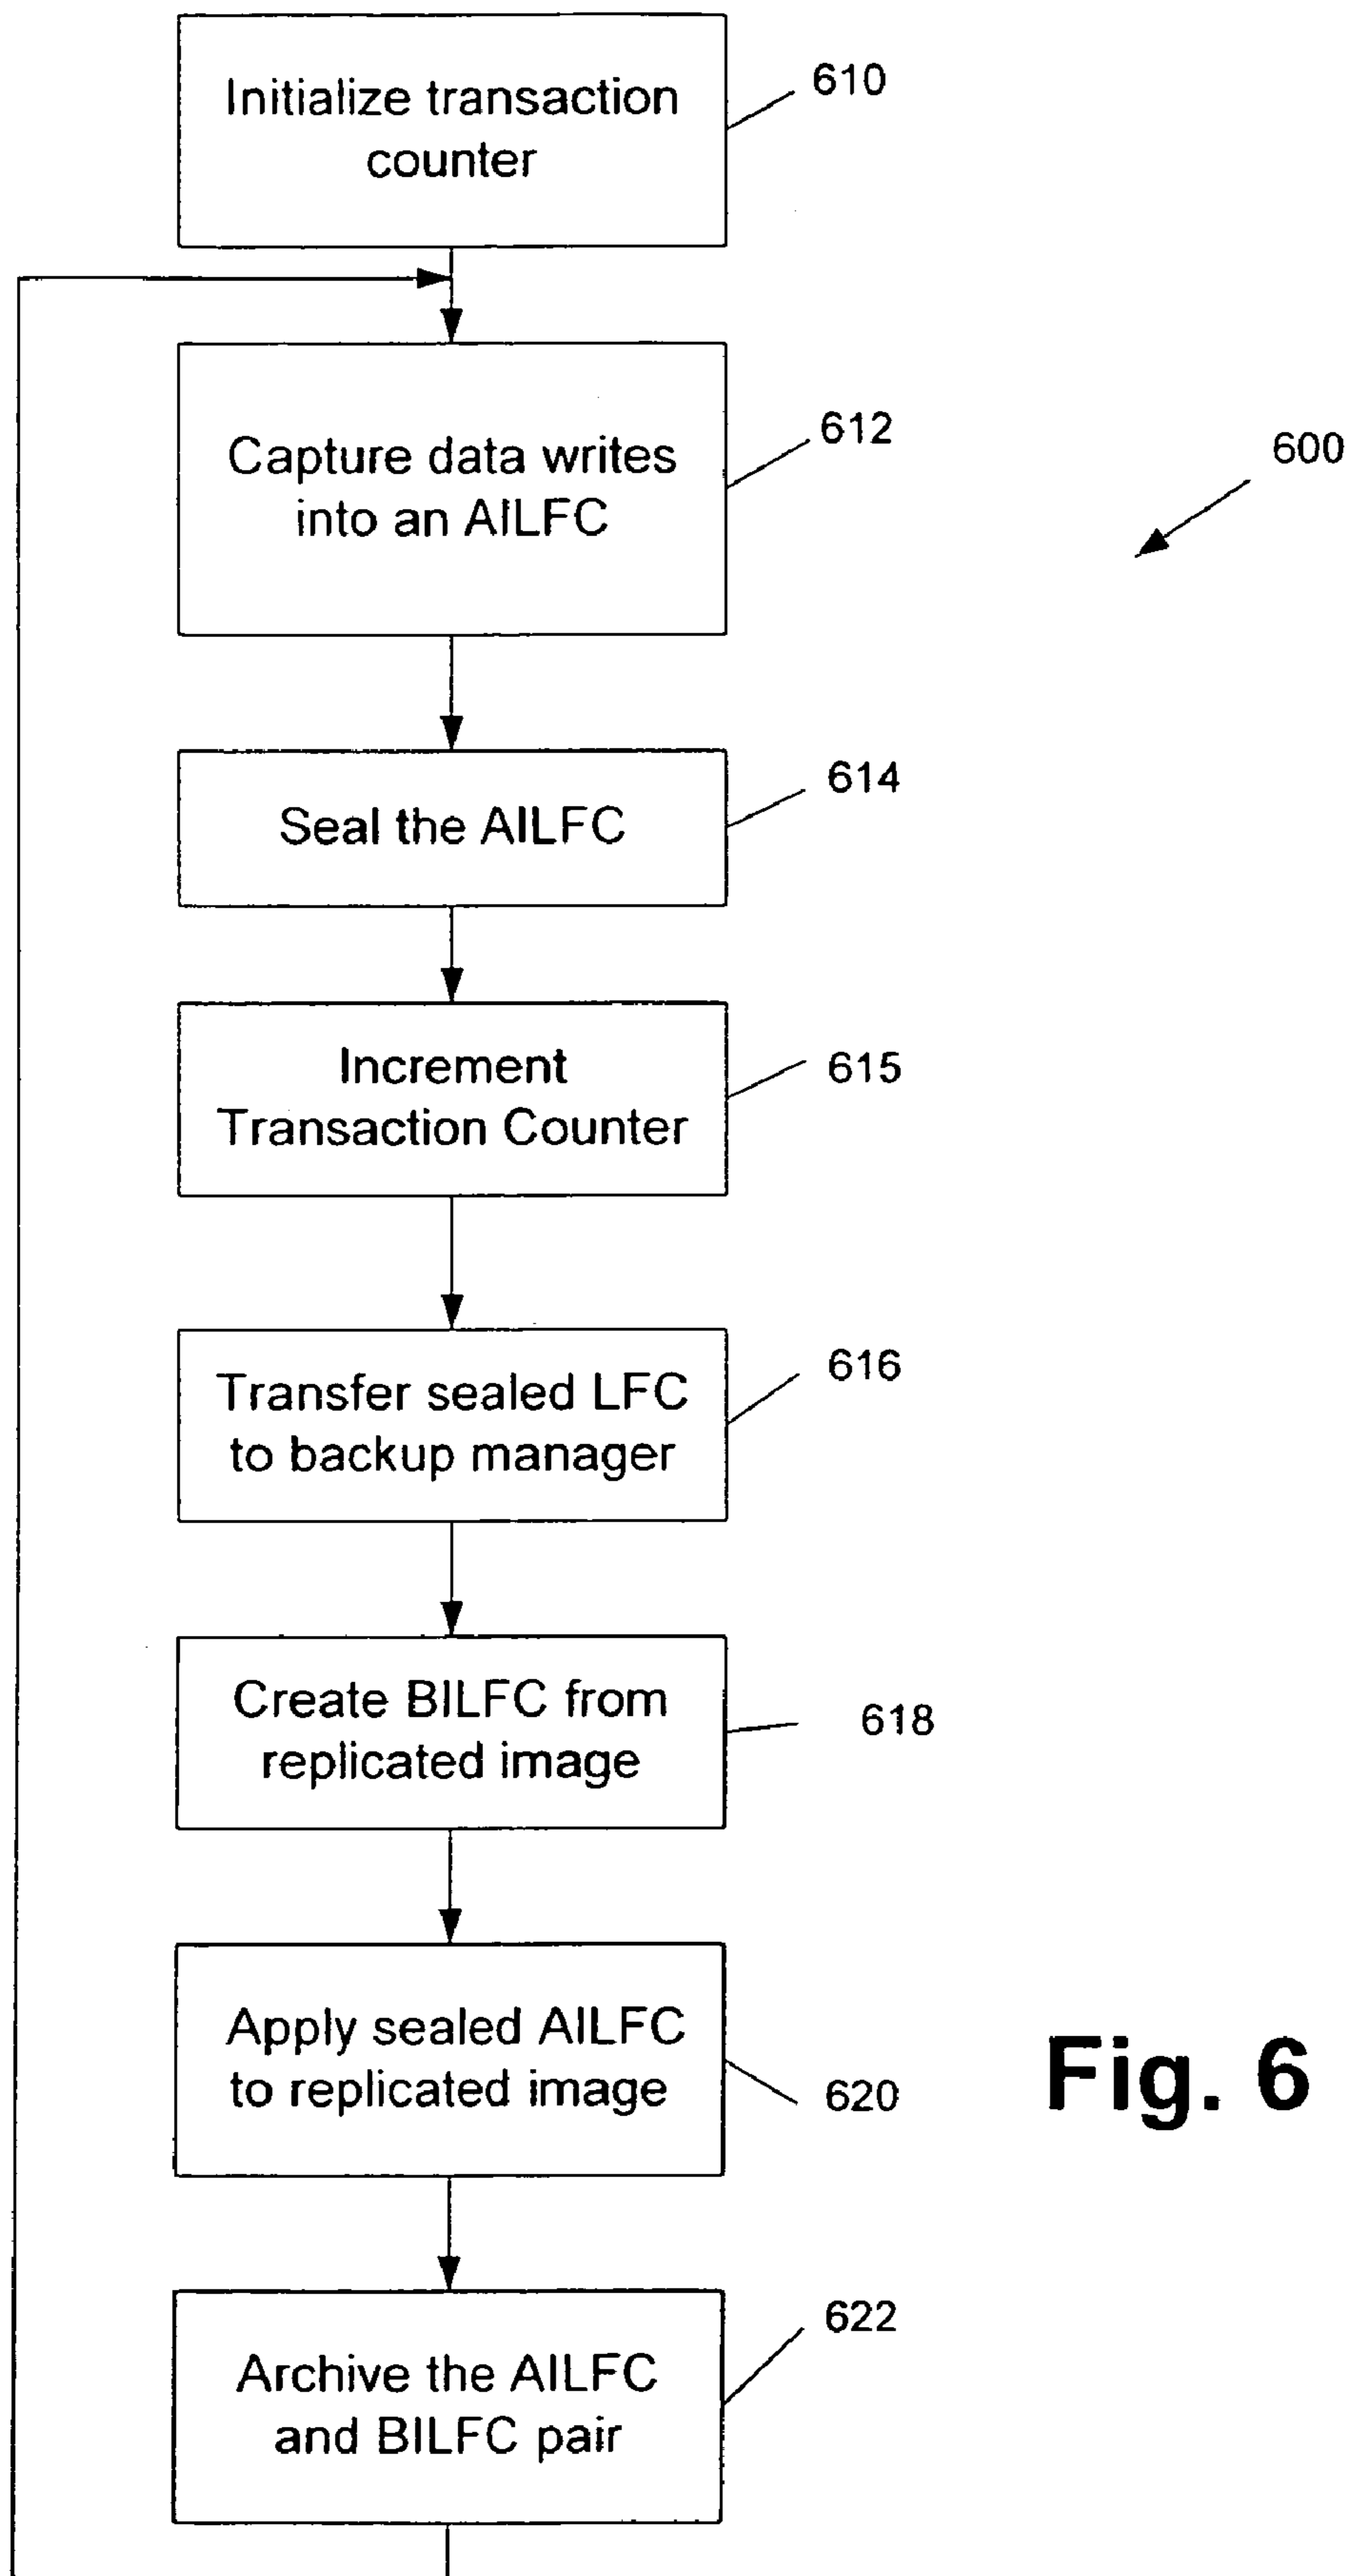 Initialize transaction
counter
610
Capture data writes
into an AILFC
612
600
Seal the AILFC
614
Increment
Transaction Counter
615
Transfer sealed LFC
to backup manager
616
Create BILFC from
replicated image
618
Apply sealed AILFC
to replicated image
620
Fig. 6
Archive the AILFC
and BILFC pair
622